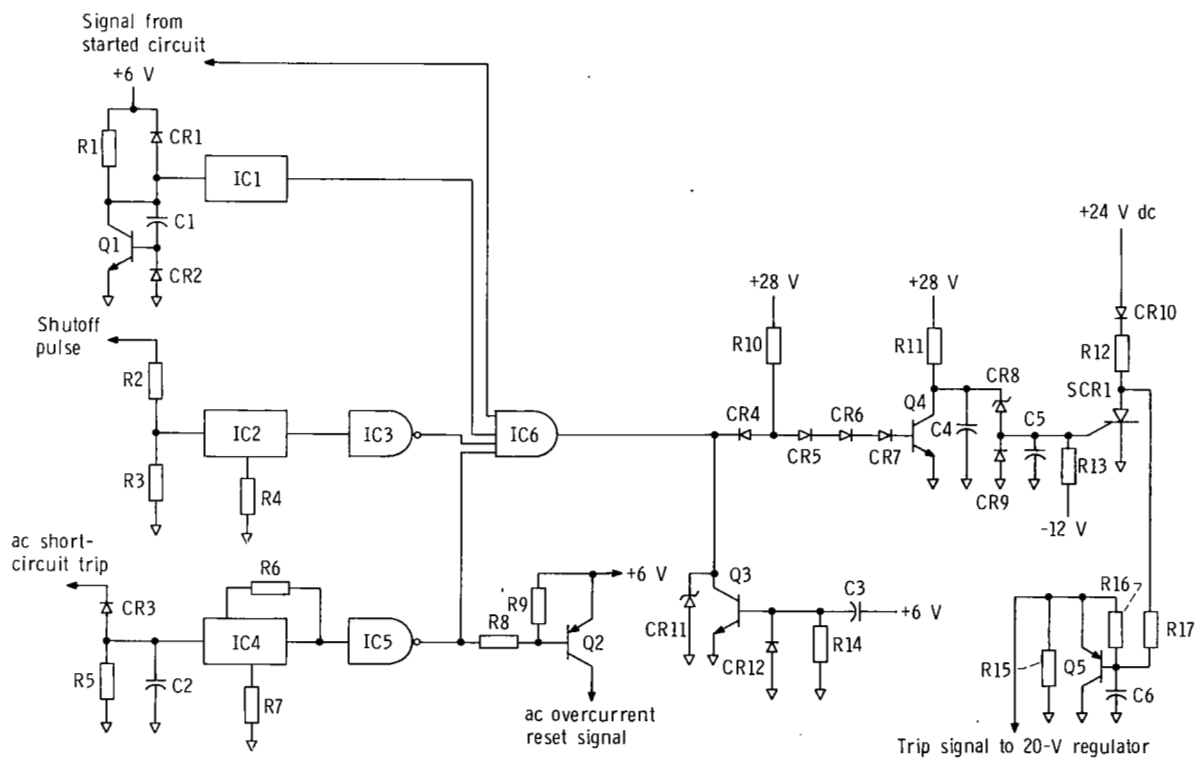 Signal from
started circuit
+6 V
R1
CR1
IC1
C1
Q1
CR2
Shutoff
pulse
R2
R3
IC2
IC3
R4
IC6
ac short-
circuit trip
CR3
R5
C2
R6
IC4
IC5
R7
R8
R9
+6 V
Q2
ac overcurrent
reset signal
+28 V
R10
CR4
CR5
CR6
CR7
+28 V
R11
Q4
C4
CR8
CR9
C5
R13
-12 V
+24 V dc
CR10
R12
SCR1
Q3
CR11
CR12
R14
C3
+6 V
R15
Q5
R16
R17
C6
Trip signal to 20-V regulator